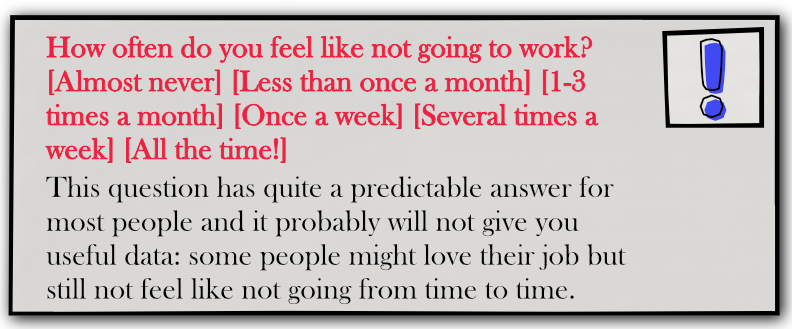 How often do you feel like not going to work?
[Almost never] [Less than once a month] [1-3
times a month] [Once a week] [Several times a
week] [All the time!]
This question has quite a predictable answer for
most people and it probably will not give you
useful data: some people might love their job but
still not feel like not going from time to time.
!